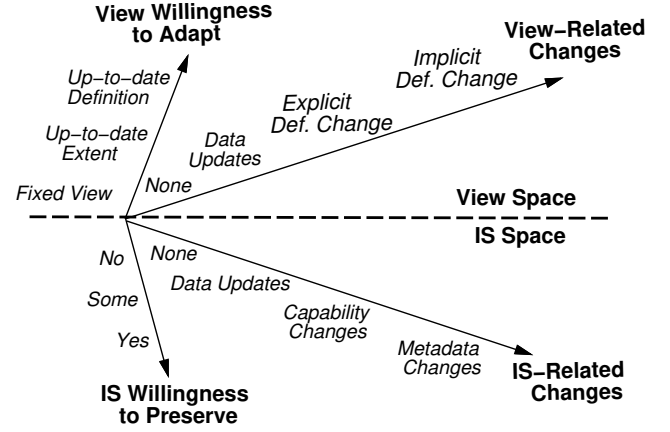 View Willingness
to Adapt
View−Related
Changes
Implicit
Def. Change
Up−to−date
Definition
Explicit
Def. Change
Up−to−date
Extent
Data
Updates
Fixed View
None
View Space
IS Space
No
None
Data Updates
Some
Capability
Changes
Yes
Metadata
Changes
IS−Related
Changes
IS Willingness
to Preserve